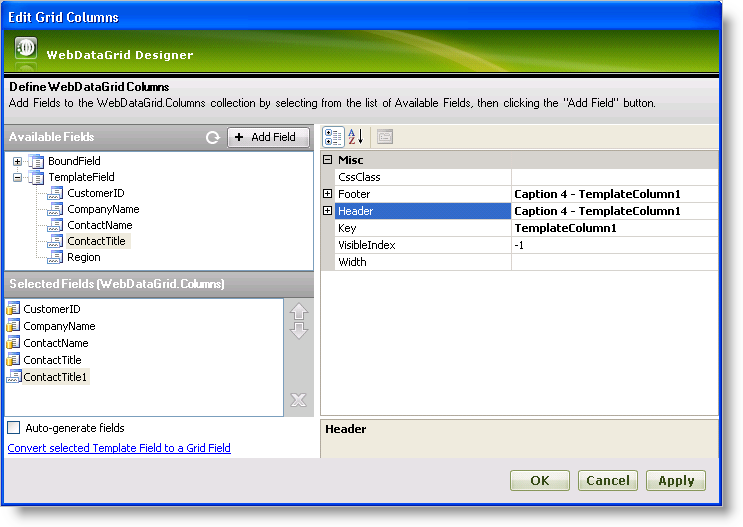 Edit Grid Columns
WebDataGrid Designer
Define WebDataGrid Columns
Add Fields to the WebDataGrid.Columns collection by selecting from the list of Available Fields, then clicking the "Add Field" button.
Available Fields
+ Add Field
BoundField
TemplateField
CustomerID
CompanyName
ContactName
ContactTitle
Region
Selected Fields (WebDataGrid.Columns)
CustomerID
CompanyName
ContactName
ContactTitle
ContactTitle1
Auto-generate fields
Convert selected Template Field to a Grid Field
Misc
CssClass
Footer Caption 4 - TemplateColumn1
Header Caption 4 - TemplateColumn1
Key TemplateColumn1
VisibleIndex -1
Width
Header
OK Cancel Apply